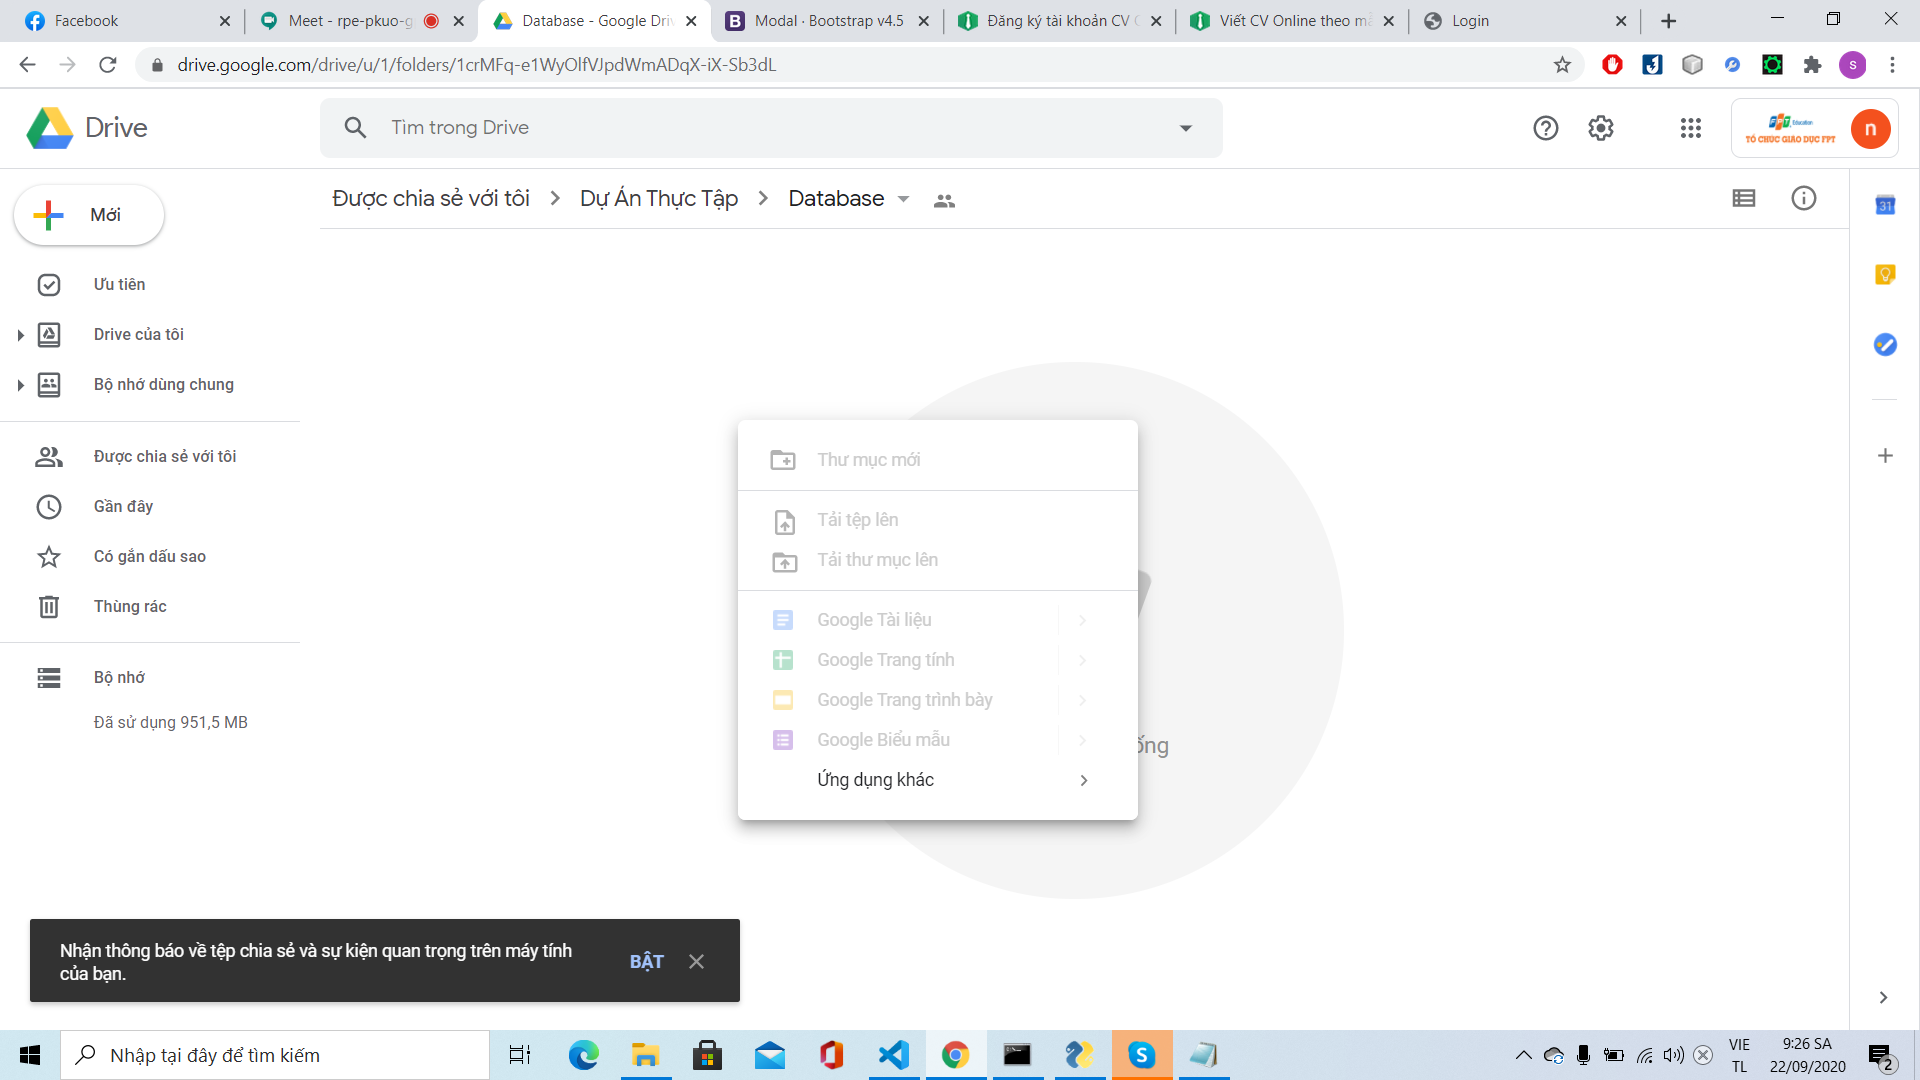 Facebook
Meet - rpe-pkuo-g
Database - Google Driv
Modal · Bootstrap v4.5
Đăng ký tài khoản CV O
Viết CV Online theo mẫ
Login
drive.google.com/drive/u/1/folders/1crMFq-e1WyOlfVJpdWmADqX-iX-Sb3dL
s
Drive
Tìm trong Drive
FPT Education
TỔ CHỨC GIÁO DỤC FPT
n
Mới
Được chia sẻ với tôi
Dự Án Thực Tập
Database
31
Ưu tiên
Drive của tôi
Bộ nhớ dùng chung
Được chia sẻ với tôi
Gần đây
Có gắn dấu sao
Thùng rác
Bộ nhớ
Đã sử dụng 951,5 MB
Thư mục mới
Tải tệp lên
Tải thư mục lên
Google Tài liệu
Google Trang tính
Google Trang trình bày
Google Biểu mẫu
Ứng dụng khác
ống
Nhận thông báo về tệp chia sẻ và sự kiện quan trọng trên máy tính
của bạn.
BẬT
Nhập tại đây để tìm kiếm
VIE
TL
9:26 SA
22/09/2020
2